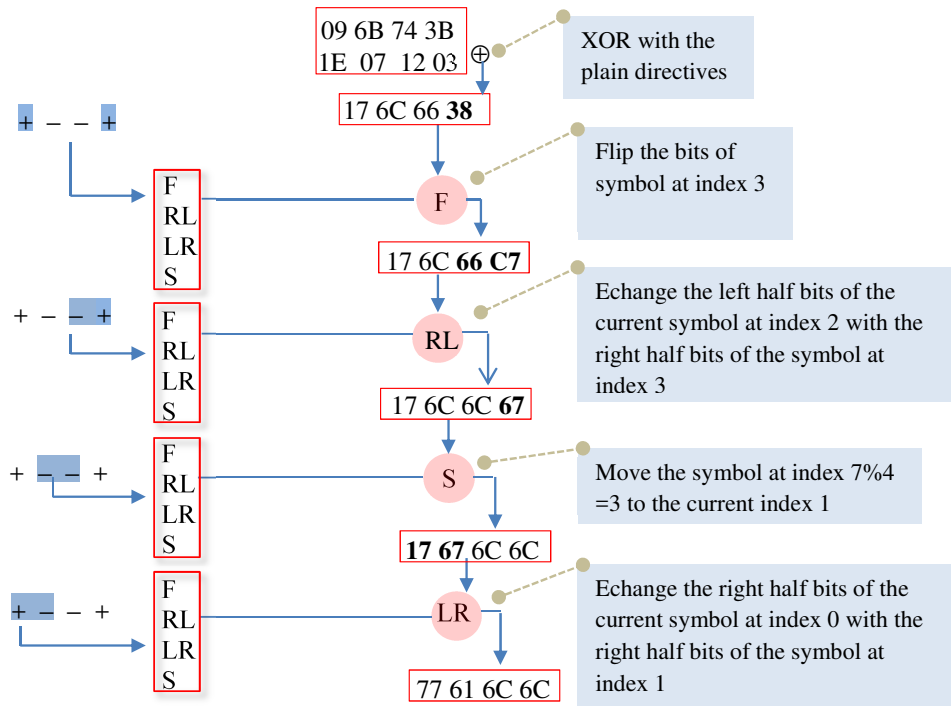 09 6B 74 3B
1E 07 12 03
⊕
XOR with the
plain directives
17 6C 66 38
+ − − +
F
RL
LR
S
F
Flip the bits of
symbol at index 3
17 6C 66 C7
+ − − +
F
RL
LR
S
RL
Echange the left half bits of the
current symbol at index 2 with the
right half bits of the symbol at
index 3
17 6C 6C 67
+ − − +
F
RL
LR
S
S
Move the symbol at index 7%4
=3 to the current index 1
17 67 6C 6C
+ − − +
F
RL
LR
S
LR
Echange the right half bits of the
current symbol at index 0 with the
right half bits of the symbol at
index 1
77 61 6C 6C